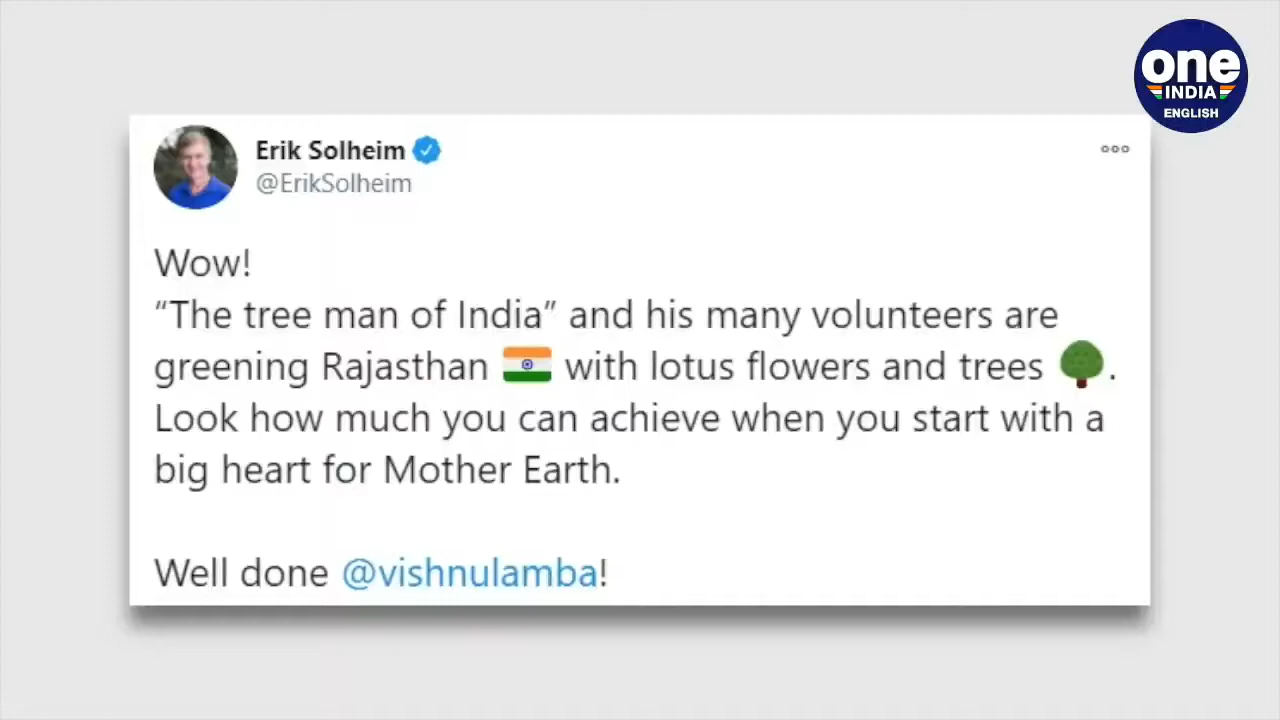 one
INDIA
ENGLISH
Erik Solheim
@ErikSolheim
Wow!
“The tree man of India” and his many volunteers are
greening Rajasthan 🇮🇳 with lotus flowers and trees 🌳.
Look how much you can achieve when you start with a
big heart for Mother Earth.
Well done @vishnulamba!